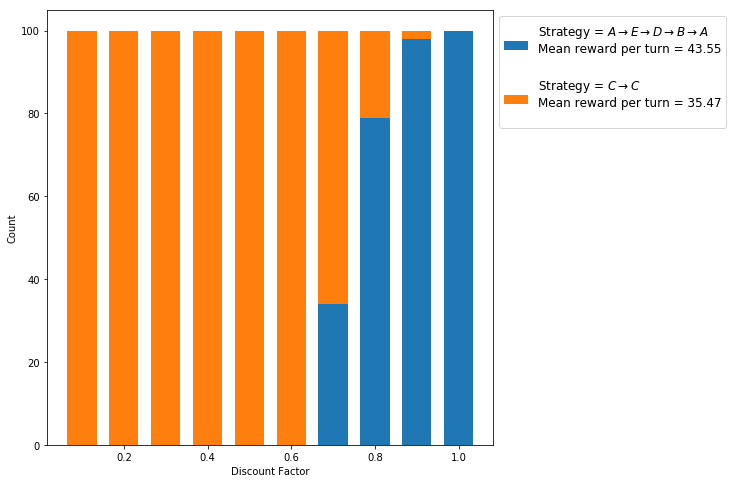 100
80
60
40
20
0
Count
0.2 0.4 0.6 0.8 1.0
Discount Factor
Strategy = A→E→D→B→A
Mean reward per turn = 43.55
Strategy = C→C
Mean reward per turn = 35.47